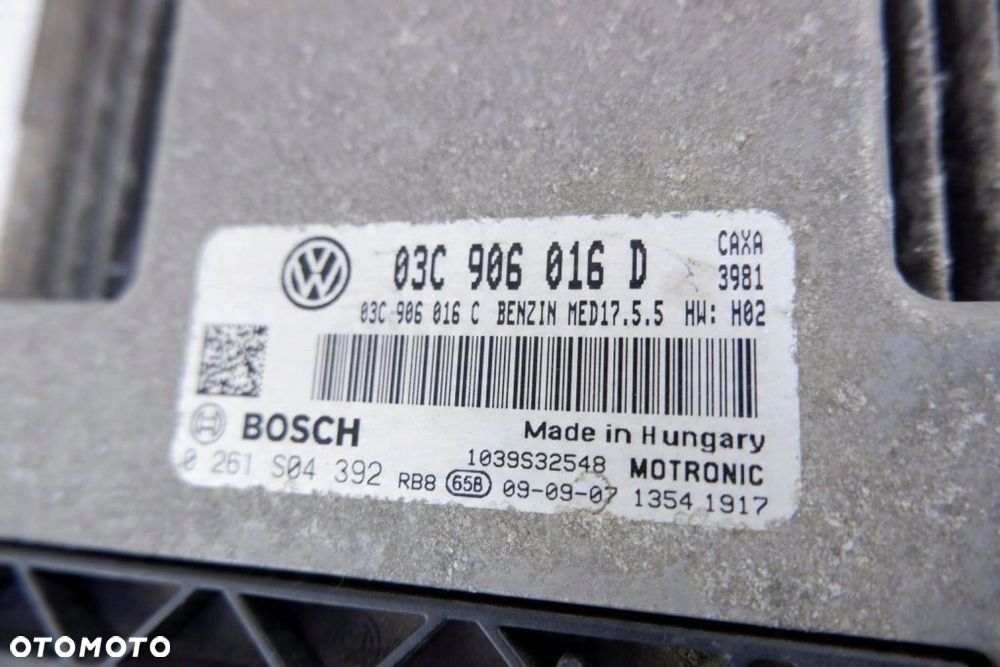 03C 906 016 D
CAXA
3981
03C 906 016 C BENZIN MED17.5.5 HW: H02
BOSCH
Made in Hungary
0 261 S04 392
1039S32548 MOTRONIC
RB8 65B 09-09-07 1354 1917
OTOMOTO